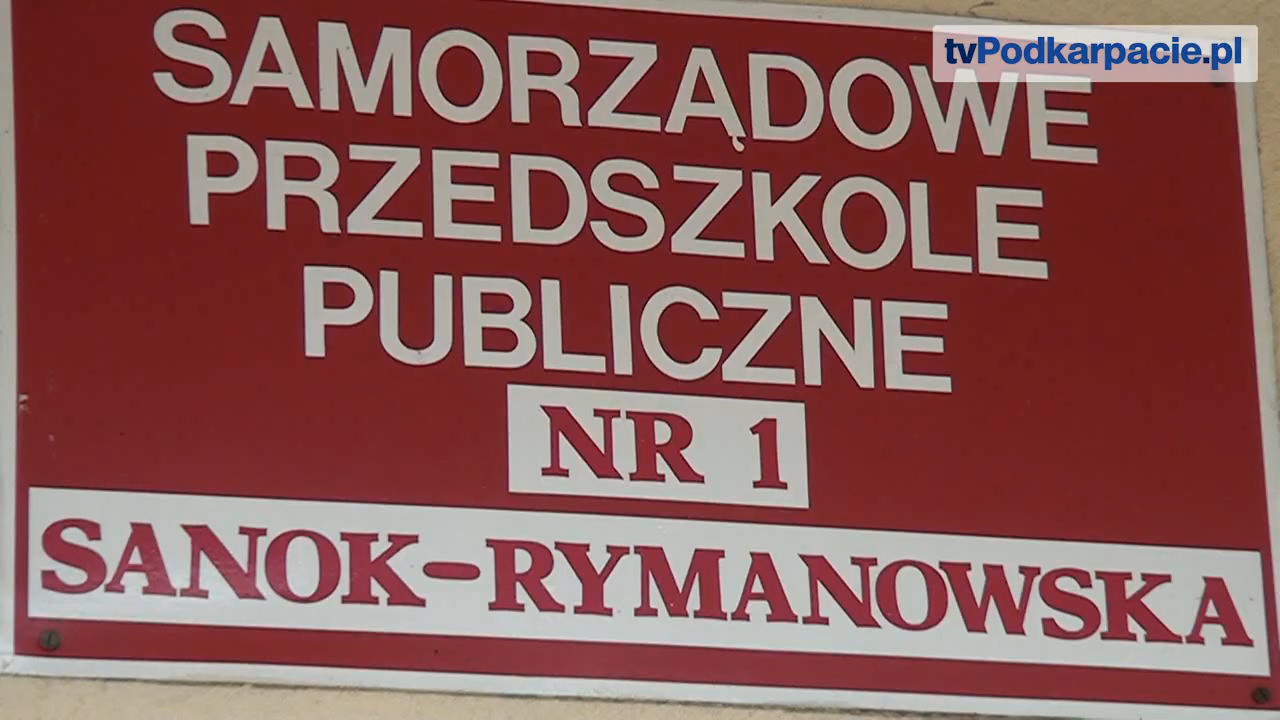 tvPodkarpacie.pl
SAMORZĄDOWE
PRZEDSZKOLE
PUBLICZNE
NR 1
SANOK-RYMANOWSKA